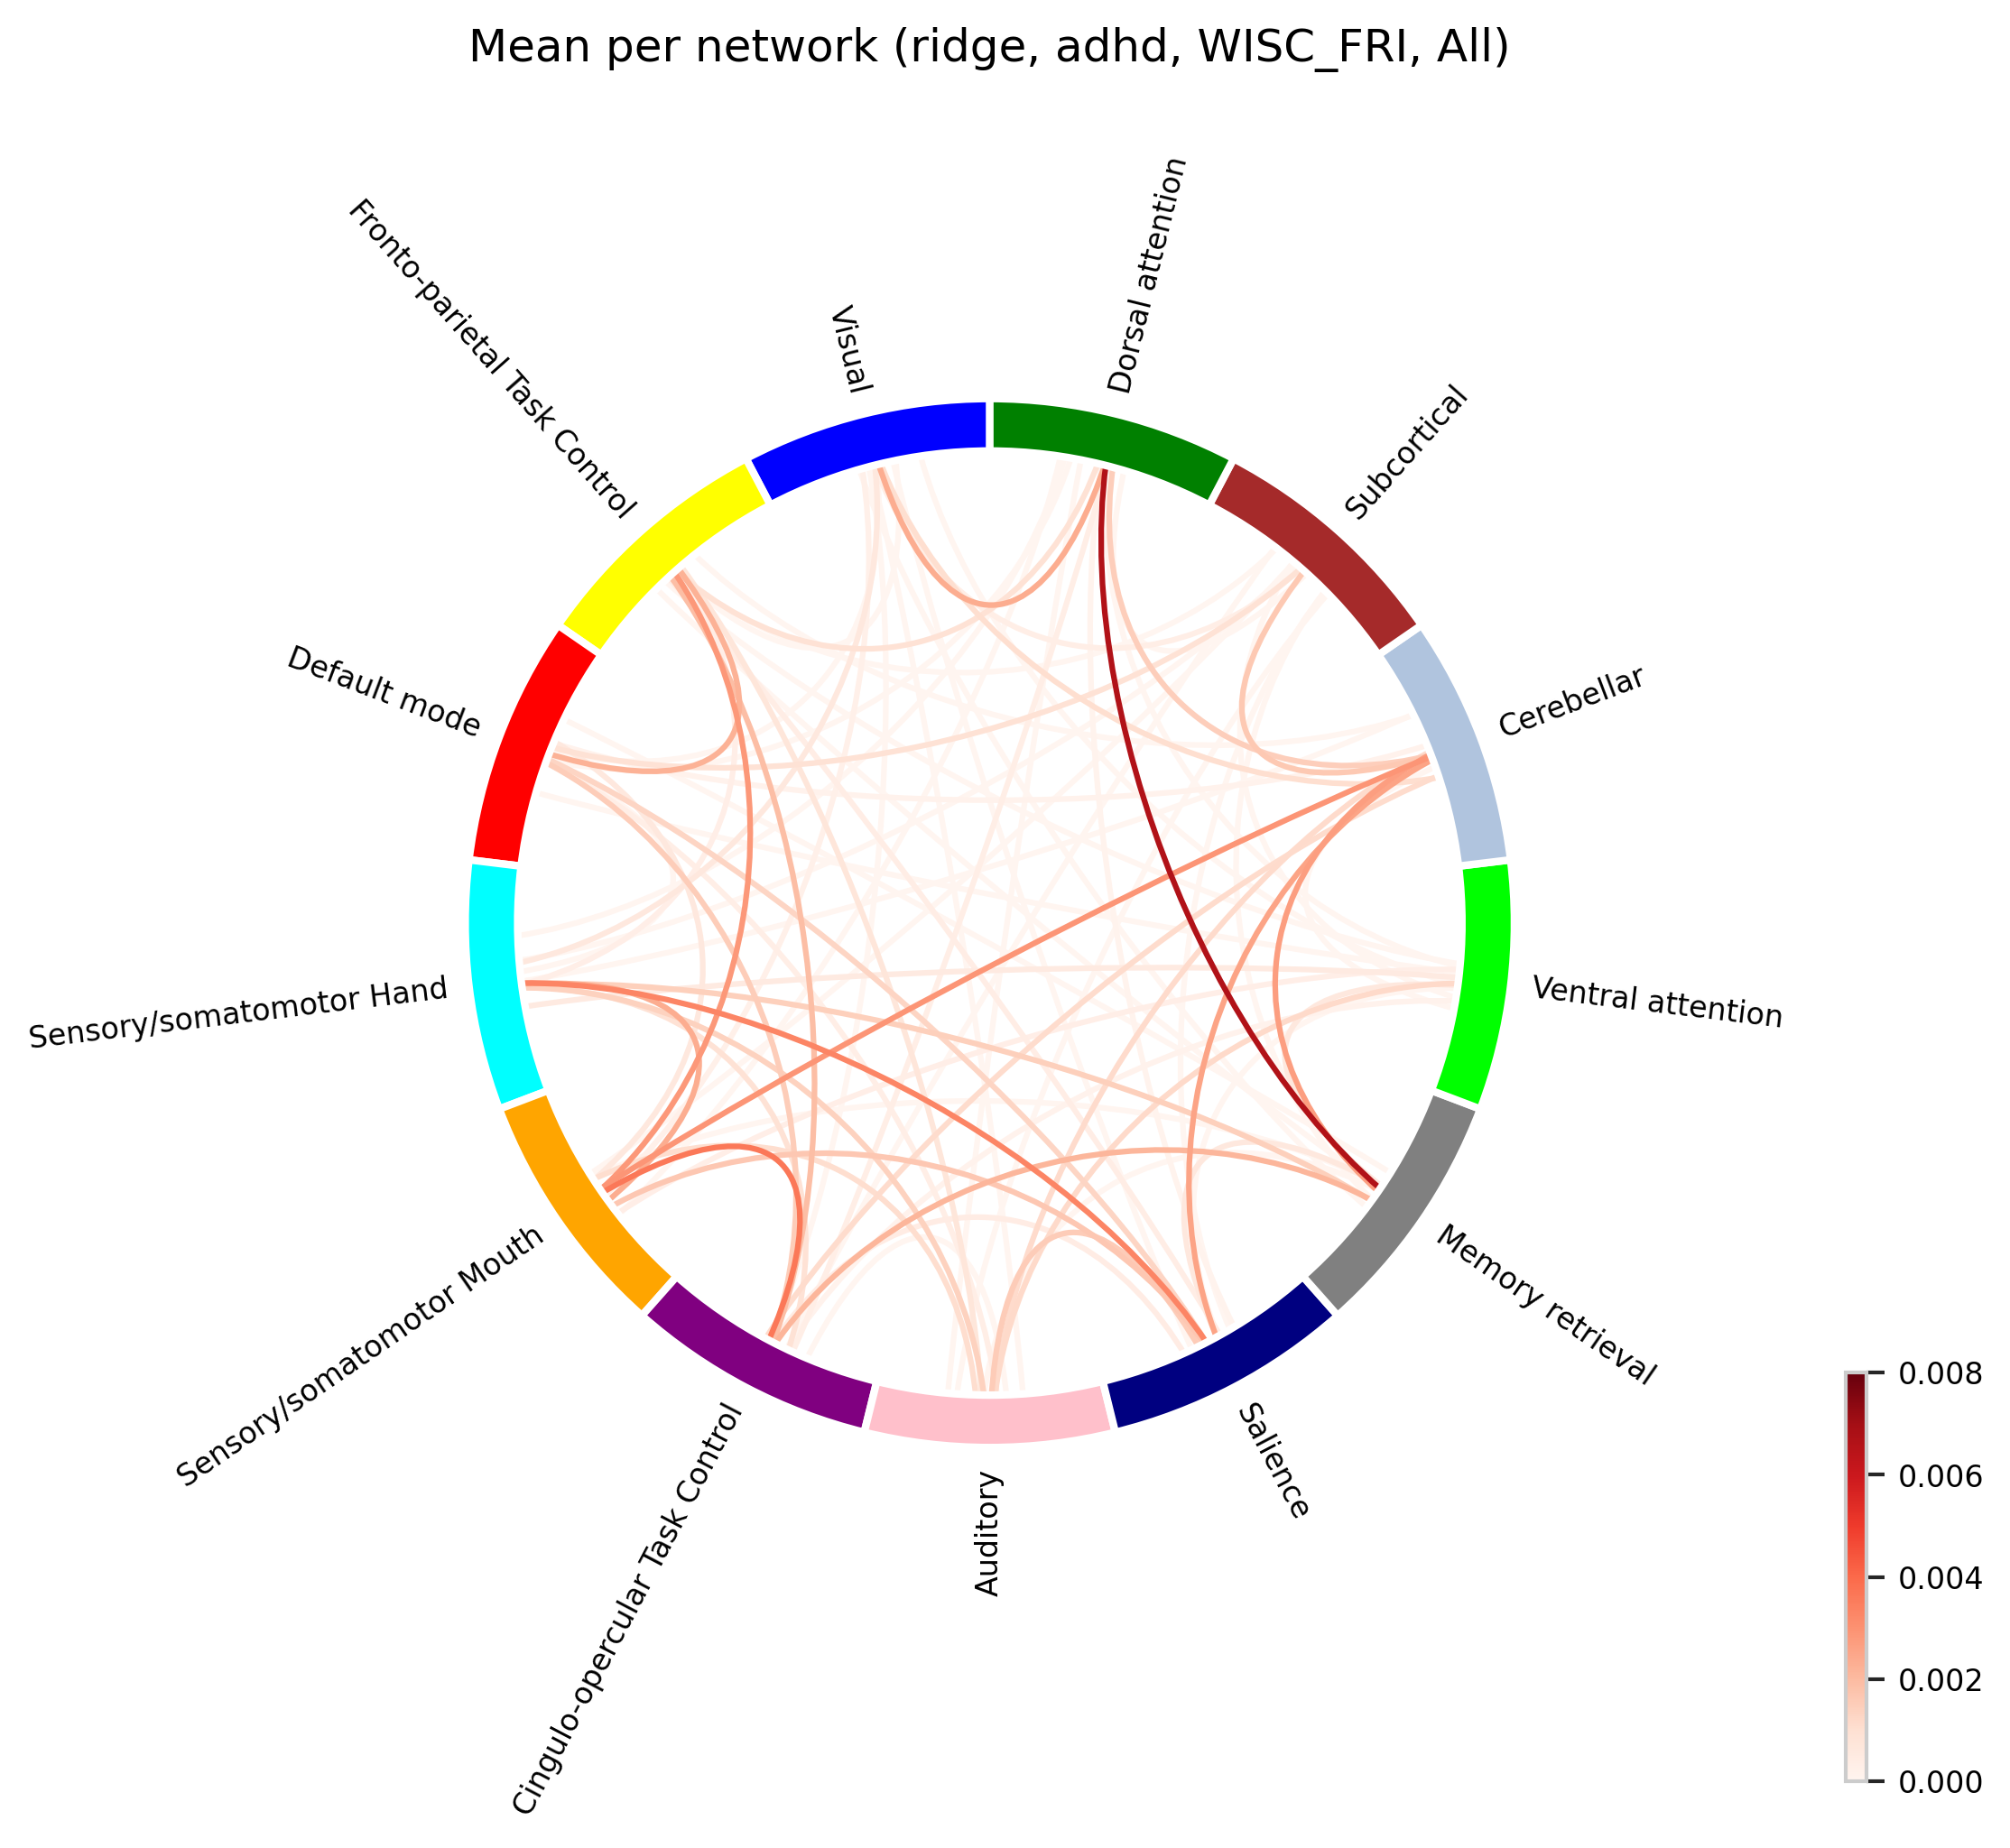 Mean per network (ridge, adhd, WISC_FRI, All)
Dorsal attention
Visual
Fronto-parietal Task Control
Subcortical
Default mode
Cerebellar
Sensory/somatomotor Hand
Ventral attention
Sensory/somatomotor Mouth
Memory retrieval
Cingulo-opercular Task Control
Auditory
Salience
0.008
0.006
0.004
0.002
0.000